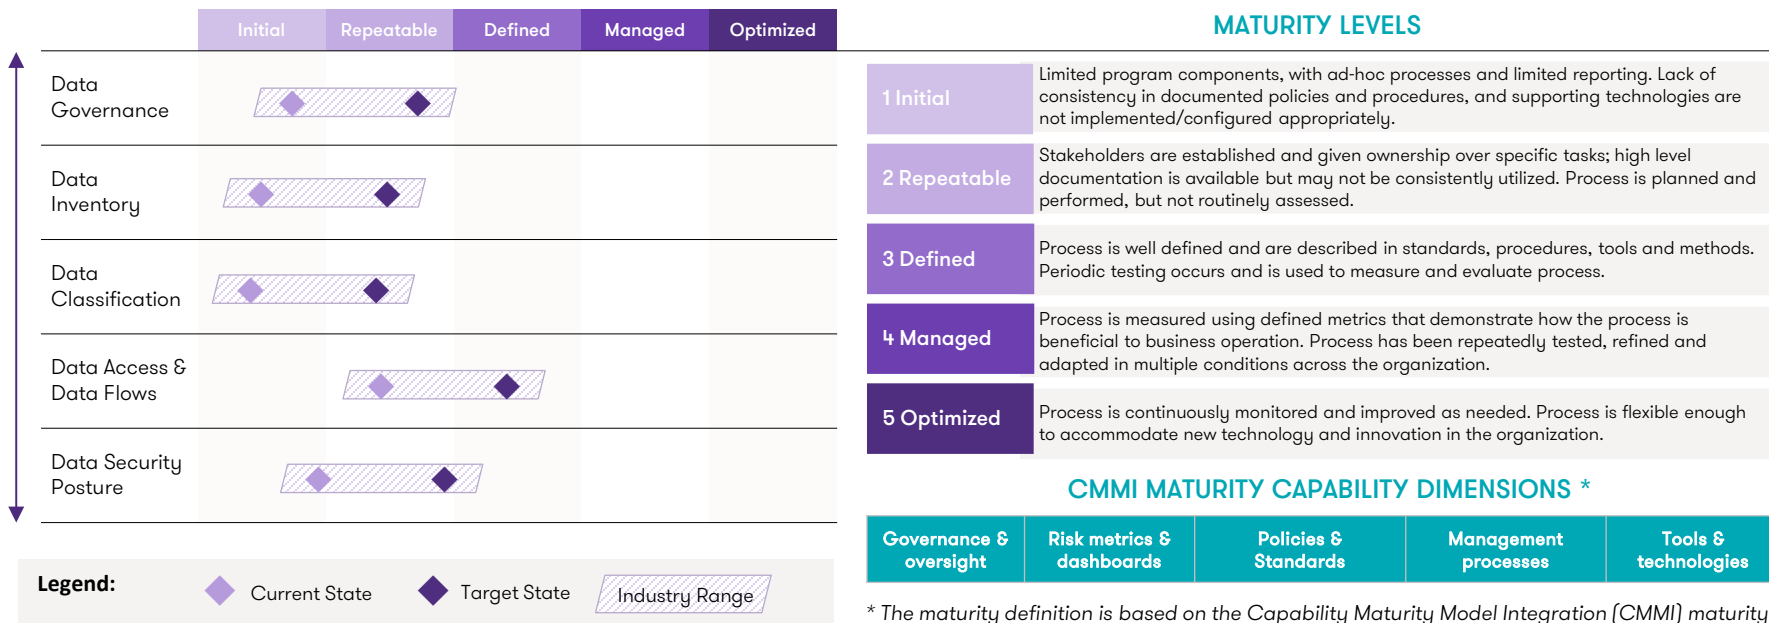 Initial
Repeatable
Defined
Managed
Optimized
Data
Governance
Data
Inventory
Data
Classification
Data Access &
Data Flows
Data Security
Posture
Legend:
Current State
Target State
Industry Range
MATURITY LEVELS
1 Initial
Limited program components, with ad-hoc processes and limited reporting. Lack of
consistency in documented policies and procedures, and supporting technologies are
not implemented/configured appropriately.
2 Repeatable
Stakeholders are established and given ownership over specific tasks; high level
documentation is available but may not be consistently utilized. Process is planned and
performed, but not routinely assessed.
3 Defined
Process is well defined and are described in standards, procedures, tools and methods.
Periodic testing occurs and is used to measure and evaluate process.
4 Managed
Process is measured using defined metrics that demonstrate how the process is
beneficial to business operation. Process has been repeatedly tested, refined and
adapted in multiple conditions across the organization.
5 Optimized
Process is continuously monitored and improved as needed. Process is flexible enough
to accommodate new technology and innovation in the organization.
CMMI MATURITY CAPABILITY DIMENSIONS *
Governance &
oversight
Risk metrics &
dashboards
Policies &
Standards
Management
processes
Tools &
technologies
* The maturity definition is based on the Capability Maturity Model Integration (CMMI) maturity